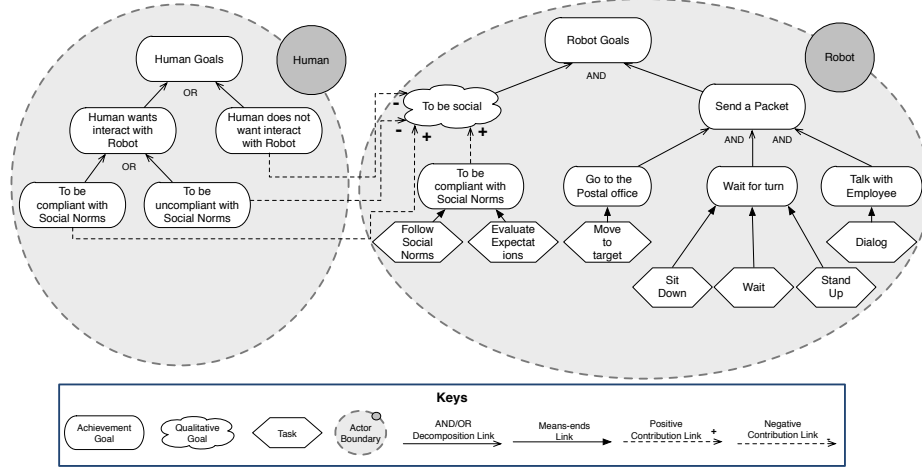 Human Goals
Human
OR
Human wants
interact with
Robot
Human does not
want interact
with Robot
OR
To be
compliant with
Social Norms
To be
uncompliant with
Social Norms
Robot Goals
Robot
AND
To be social
-
-
+
+
Send a Packet
AND
AND
AND
To be
compliant with
Social Norms
Go to the
Postal office
Wait for turn
Talk with
Employee
Follow
Social
Norms
Evaluate
Expectat
ions
Move
to
target
Dialog
Sit
Down
Wait
Stand
Up
Keys
Achievement
Goal
Qualitative
Goal
Task
Actor
Boundary
AND/OR
Decomposition Link
Means-ends
Link
Positive
Contribution Link
+
Negative
Contribution Link
-